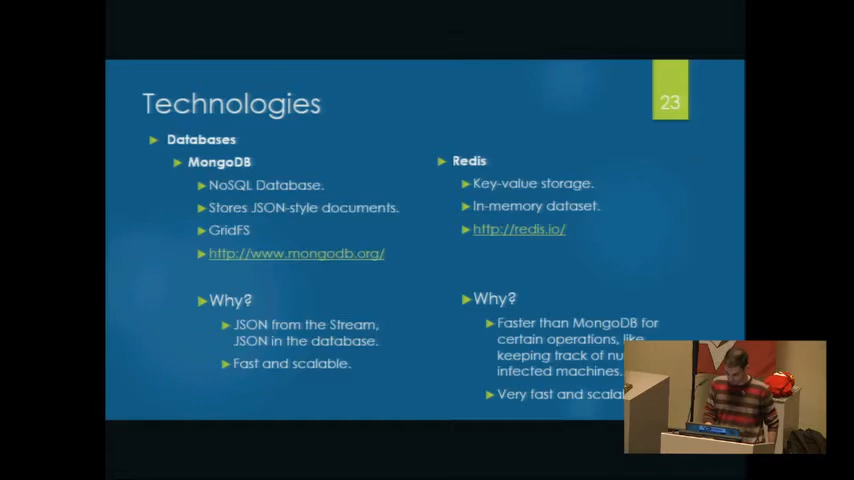 Technologies
23
Databases
MongoDB
NoSQL Database.
Stores JSON-style documents.
GridFS
http://www.mongodb.org/
Why?
JSON from the Stream,
JSON in the database.
Fast and scalable.
Redis
Key-value storage.
In-memory dataset.
http://redis.io/
Why?
Faster than MongoDB for
certain operations, like
keeping track of
infected machines.
Very fast and